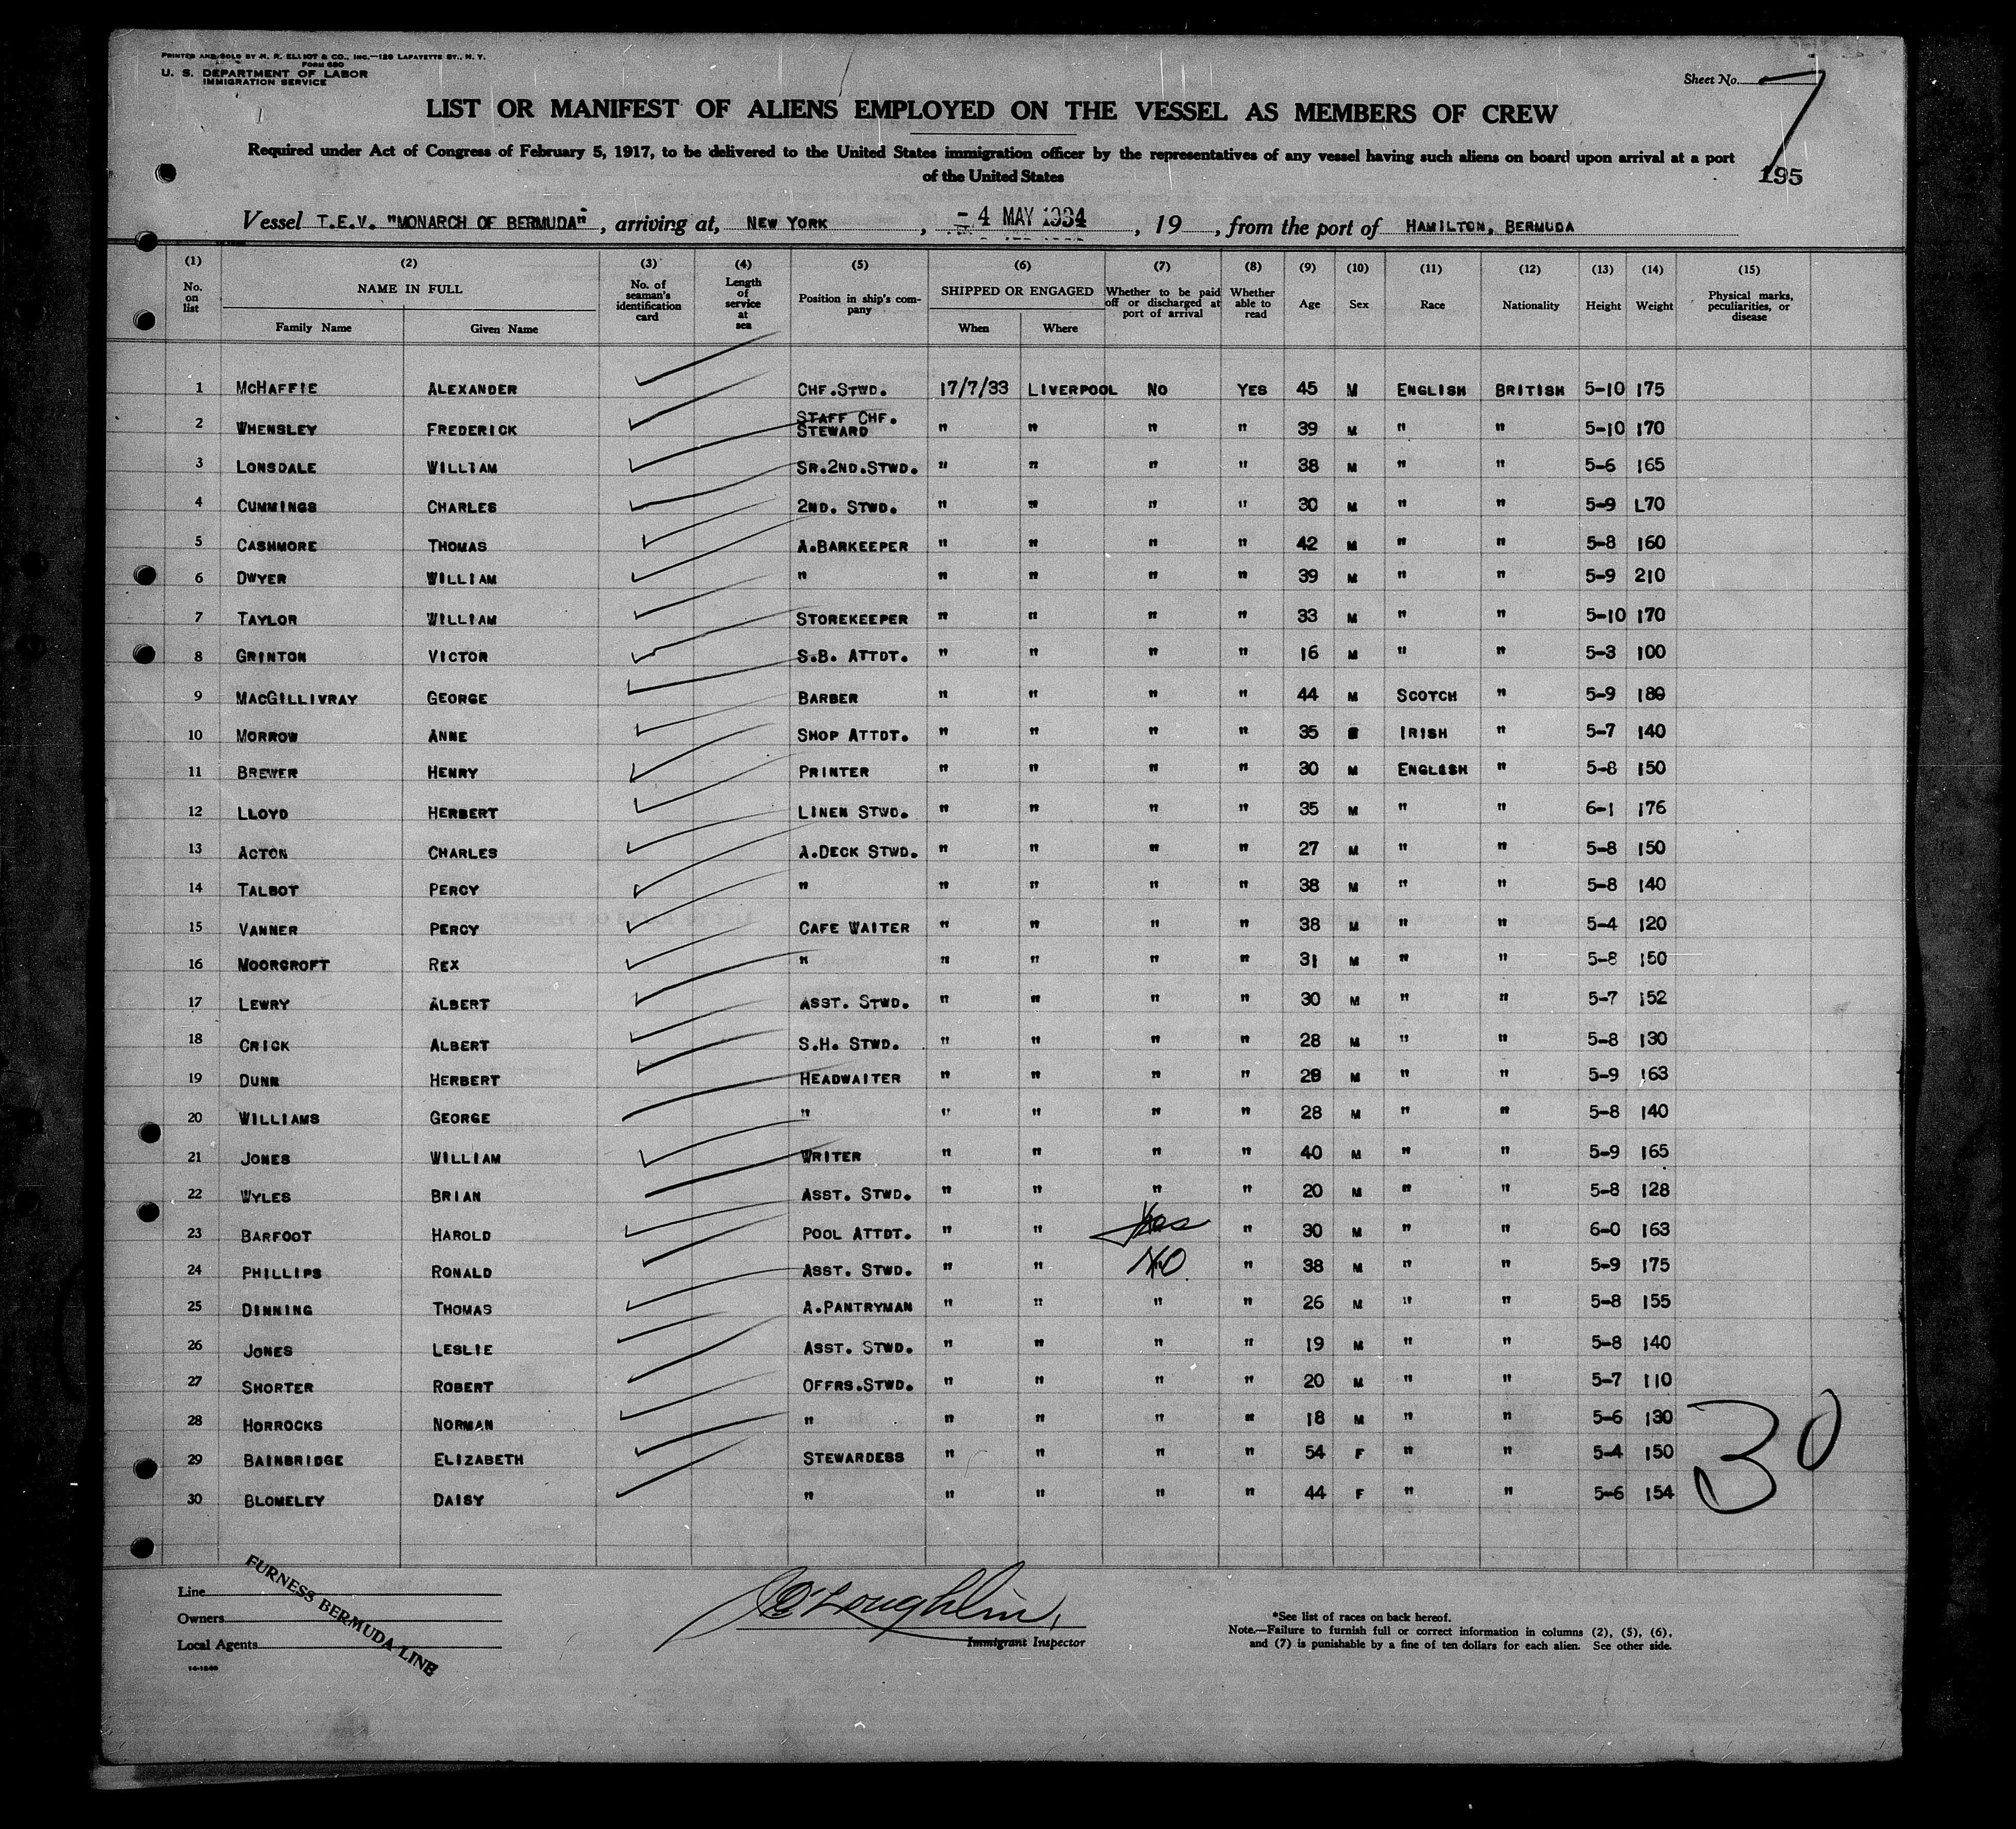 PRINTED AND SOLD BY M. R. ELLIOT & CO., INC.—129 LAFAYETTE ST., N. Y.
FORM 680
U. S. DEPARTMENT OF LABOR
IMMIGRATION SERVICE
Sheet No. 7
LIST OR MANIFEST OF ALIENS EMPLOYED ON THE VESSEL AS MEMBERS OF CREW
Required under Act of Congress of February 5, 1917, to be delivered to the United States immigration officer by the representatives of any vessel having such aliens on board upon arrival at a port
of the United States
195
Vessel T.E.V. "MONARCH OF BERMUDA", arriving at, NEW YORK, - 4 MAY 1934, 19 , from the port of HAMILTON, BERMUDA
(1) (2) (3) (4) (5) (6) (7) (8) (9) (10) (11) (12) (13) (14) (15)
No. on list NAME IN FULL Family Name Given Name No. of seaman's identification card Length of service at sea Position in ship's company SHIPPED OR ENGAGED When Where Whether to be paid off or discharged at port of arrival Whether able to read Age Sex Race Nationality Height Weight Physical marks, peculiarities, or disease
1 MCHAFFIE ALEXANDER CHF.STWD. 17/7/33 LIVERPOOL NO YES 45 M ENGLISH BRITISH 5-10 175
2 WHENSLEY FREDERICK STAFF CHF. STEWARD " " " " 39 M " " 5-10 170
3 LONSDALE WILLIAM SR.2ND.STWD. " " " " 38 M " " 5-6 165
4 CUMMINGS CHARLES 2ND. STWD. " " " " 30 M " " 5-9 L70
5 CASHMORE THOMAS A.BARKEEPER " " " " 42 M " " 5-8 160
6 DWYER WILLIAM " " " " " 39 M " " 5-9 210
7 TAYLOR WILLIAM STOREKEEPER " " " " 33 M " " 5-10 170
8 GRINTON VICTOR S.B. ATTDT. " " " " 16 M " " 5-3 100
9 MACGILLIVRAY GEORGE BARBER " " " " 44 M SCOTCH " 5-9 180
10 MORROW ANNE SHOP ATTDT. " " " " 35 IRISH " 5-7 140
11 BREWER HENRY PRINTER " " " " 30 M ENGLISH " 5-8 150
12 LLOYD HERBERT LINEN STWD. " " " " 35 M " " 6-1 176
13 ACTON CHARLES A.DECK STWD. " " " " 27 M " " 5-8 150
14 TALBOT PERCY " " " " " 38 M " " 5-8 140
15 VANNER PERCY CAFE WAITER " " " " 38 M " " 5-4 120
16 MOORCROFT REX " " " " " 31 M " " 5-8 150
17 LEWRY ALBERT ASST. STWD. " " " " 30 M " " 5-7 152
18 CRICK ALBERT S.H. STWD. " " " " 28 M " " 5-8 130
19 DUNN HERBERT HEADWAITER " " " " 28 M " " 5-9 163
20 WILLIAMS GEORGE " " " " " 28 M " " 5-8 140
21 JONES WILLIAM WRITER " " " " 40 M " " 5-9 165
22 WYLES BRIAN ASST. STWD. " " " " 20 M " " 5-8 128
23 BARFOOT HAROLD POOL ATTDT. " " Yes " 30 M " " 6-0 163
24 PHILLIPS RONALD ASST. STWD. " " NO " 38 M " " 5-9 175
25 DINNING THOMAS A.PANTRYMAN " " " " 26 M " " 5-8 155
26 JONES LESLIE ASST. STWD. " " " " 19 M " " 5-8 140
27 SHORTER ROBERT OFFRS.STWD. " " " " 20 M " " 5-7 110
28 HORROCKS NORMAN " " " " " 18 M " " 5-6 130
29 BAINBRIDGE ELIZABETH STEWARDESS " " " " 54 F " " 5-4 150
30 BLOMELEY DAISY " " " " " 44 F " " 5-6 154
30
Line
Owners
Local Agents
FURNESS BERMUDA LINE
14-1240
McLoughlin
Immigrant Inspector
*See list of races on back hereof.
Note.—Failure to furnish full or correct information in columns (2), (5), (6),
and (7) is punishable by a fine of ten dollars for each alien. See other side.